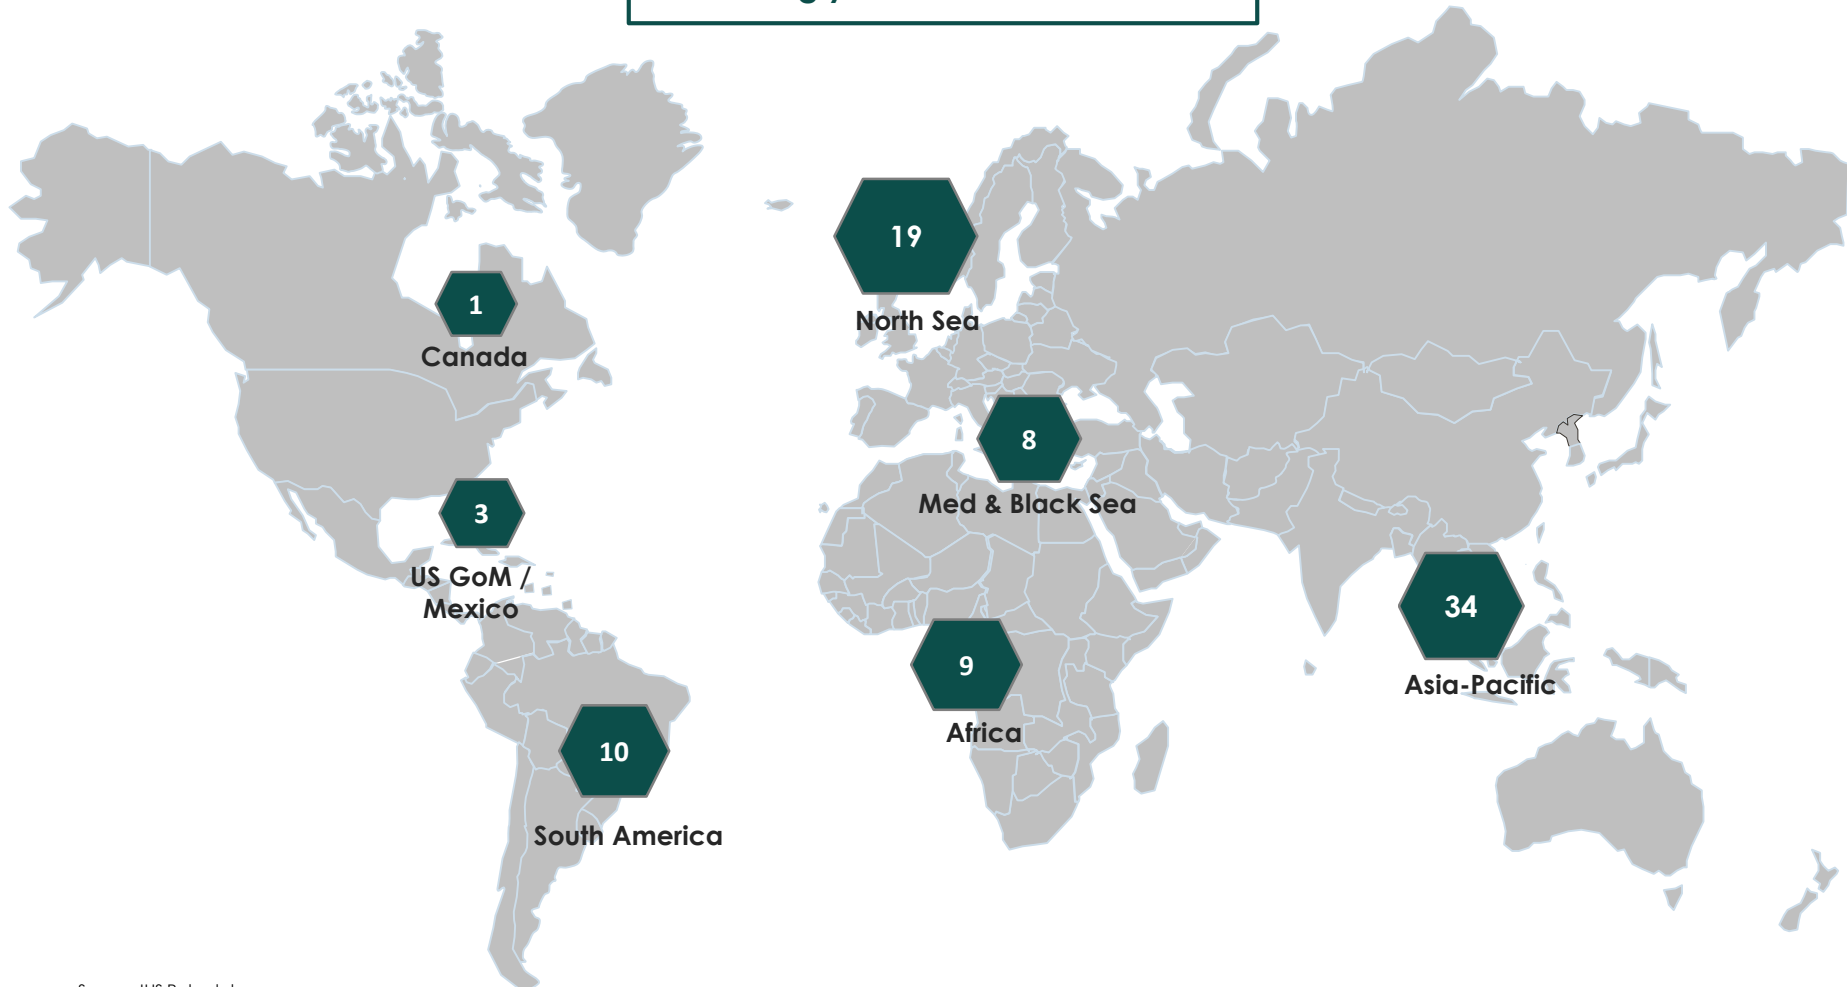 19
North Sea
1
Canada
8
Med & Black Sea
3
US GoM /
Mexico
34
Asia-Pacific
9
Africa
10
South America